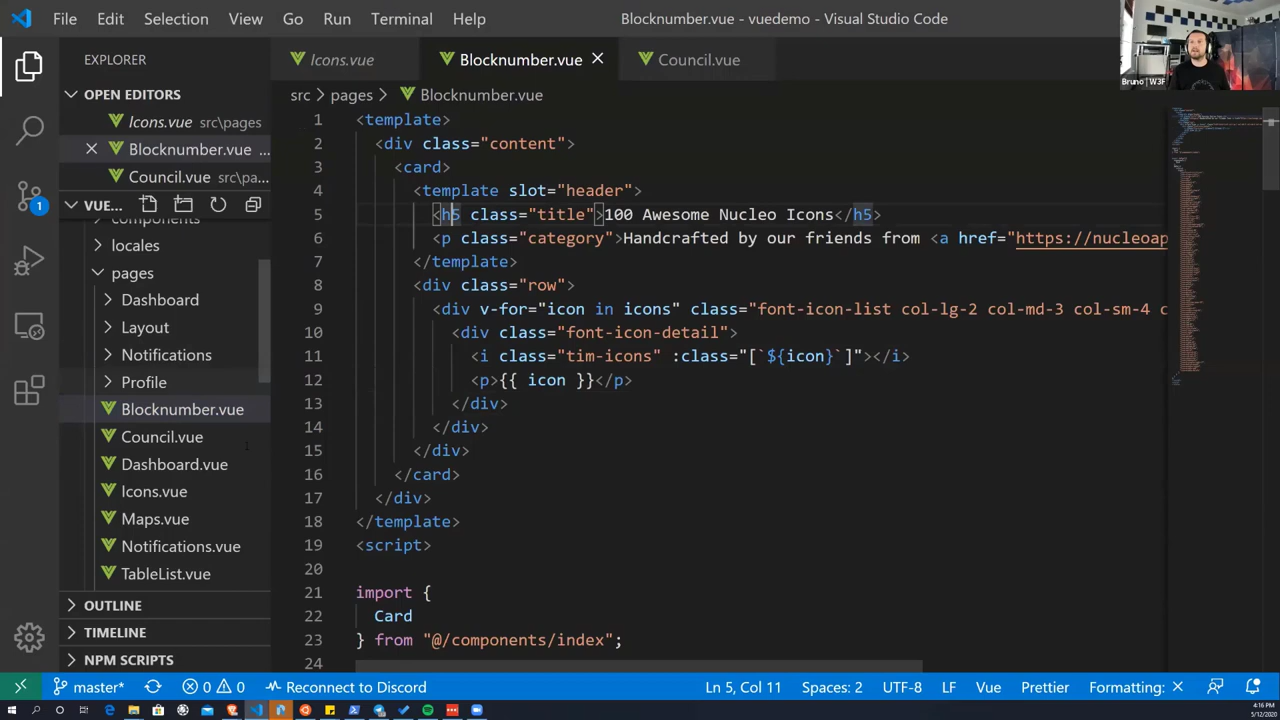 File Edit Selection View Go Run Terminal Help
Blocknumber.vue - vuedemo - Visual Studio Code
Bruno | W3F
EXPLORER
OPEN EDITORS
Icons.vue src\pages
Blocknumber.vue ...
Council.vue src\pa...
VUE...
components
locales
pages
Dashboard
Layout
Notifications
Profile
Blocknumber.vue
Council.vue
Dashboard.vue
Icons.vue
Maps.vue
Notifications.vue
TableList.vue
OUTLINE
TIMELINE
NPM SCRIPTS
1
Icons.vue
Blocknumber.vue
Council.vue
src > pages > Blocknumber.vue
1 <template>
2 <div class="content">
3 <card>
4 <template slot="header">
5 <h5 class="title">100 Awesome Nucleo Icons</h5>
6 <p class="category">Handcrafted by our friends from <a href="https://nucleoap
7 </template>
8 <div class="row">
9 <div v-for="icon in icons" class="font-icon-list col-lg-2 col-md-3 col-sm-4 c
10 <div class="font-icon-detail">
11 <i class="tim-icons" :class="[`${icon}`]"></i>
12 <p>{{ icon }}</p>
13 </div>
14 </div>
15 </div>
16 </card>
17 </div>
18 </template>
19 <script>
20
21 import {
22 Card
23 } from "@/components/index";
24
master* 0 0 Reconnect to Discord Ln 5, Col 11 Spaces: 2 UTF-8 LF Vue Prettier Formatting: ✕
4:16 PM
5/12/2020